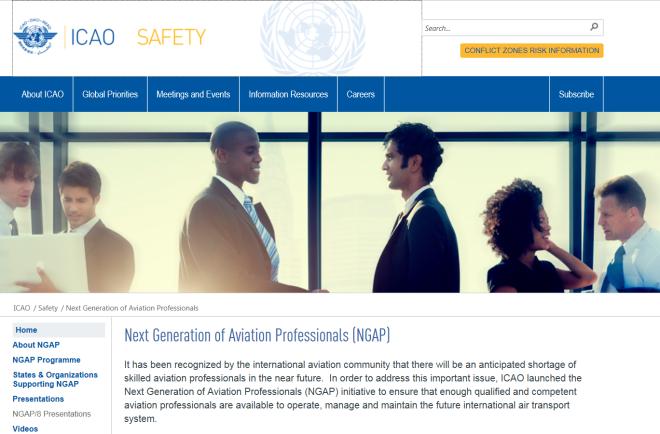 ICAO SAFETY
Search...
CONFLICT ZONES RISK INFORMATION
About ICAO
Global Priorities
Meetings and Events
Information Resources
Careers
Subscribe
ICAO / Safety / Next Generation of Aviation Professionals
Home
About NGAP
NGAP Programme
States & Organizations
Supporting NGAP
Presentations
NGAP/8 Presentations
Videos
Next Generation of Aviation Professionals (NGAP)
It has been recognized by the international aviation community that there will be an anticipated shortage of
skilled aviation professionals in the near future.  In order to address this important issue, ICAO launched the
Next Generation of Aviation Professionals (NGAP) initiative to ensure that enough qualified and competent
aviation professionals are available to operate, manage and maintain the future international air transport
system.